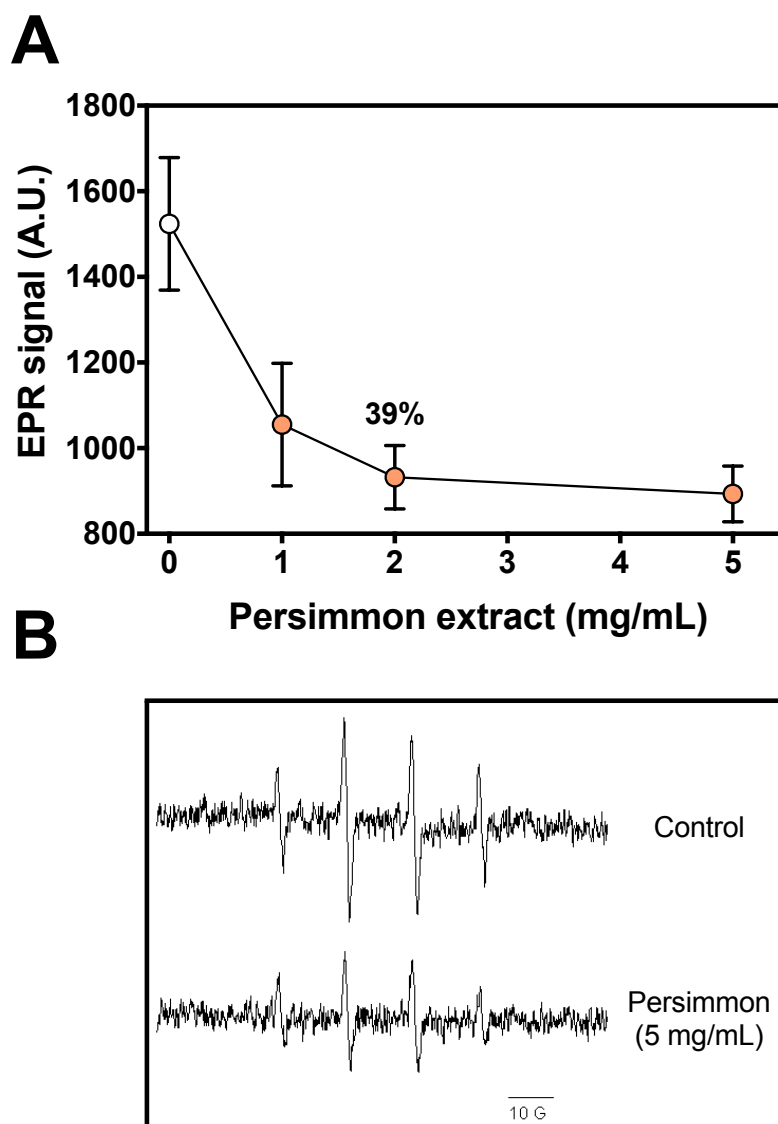 A
1800
1600
1400
1200
1000
800
EPR signal (A.U.)
39%
0 1 2 3 4 5
Persimmon extract (mg/mL)
B
Control
Persimmon
(5 mg/mL)
10 G